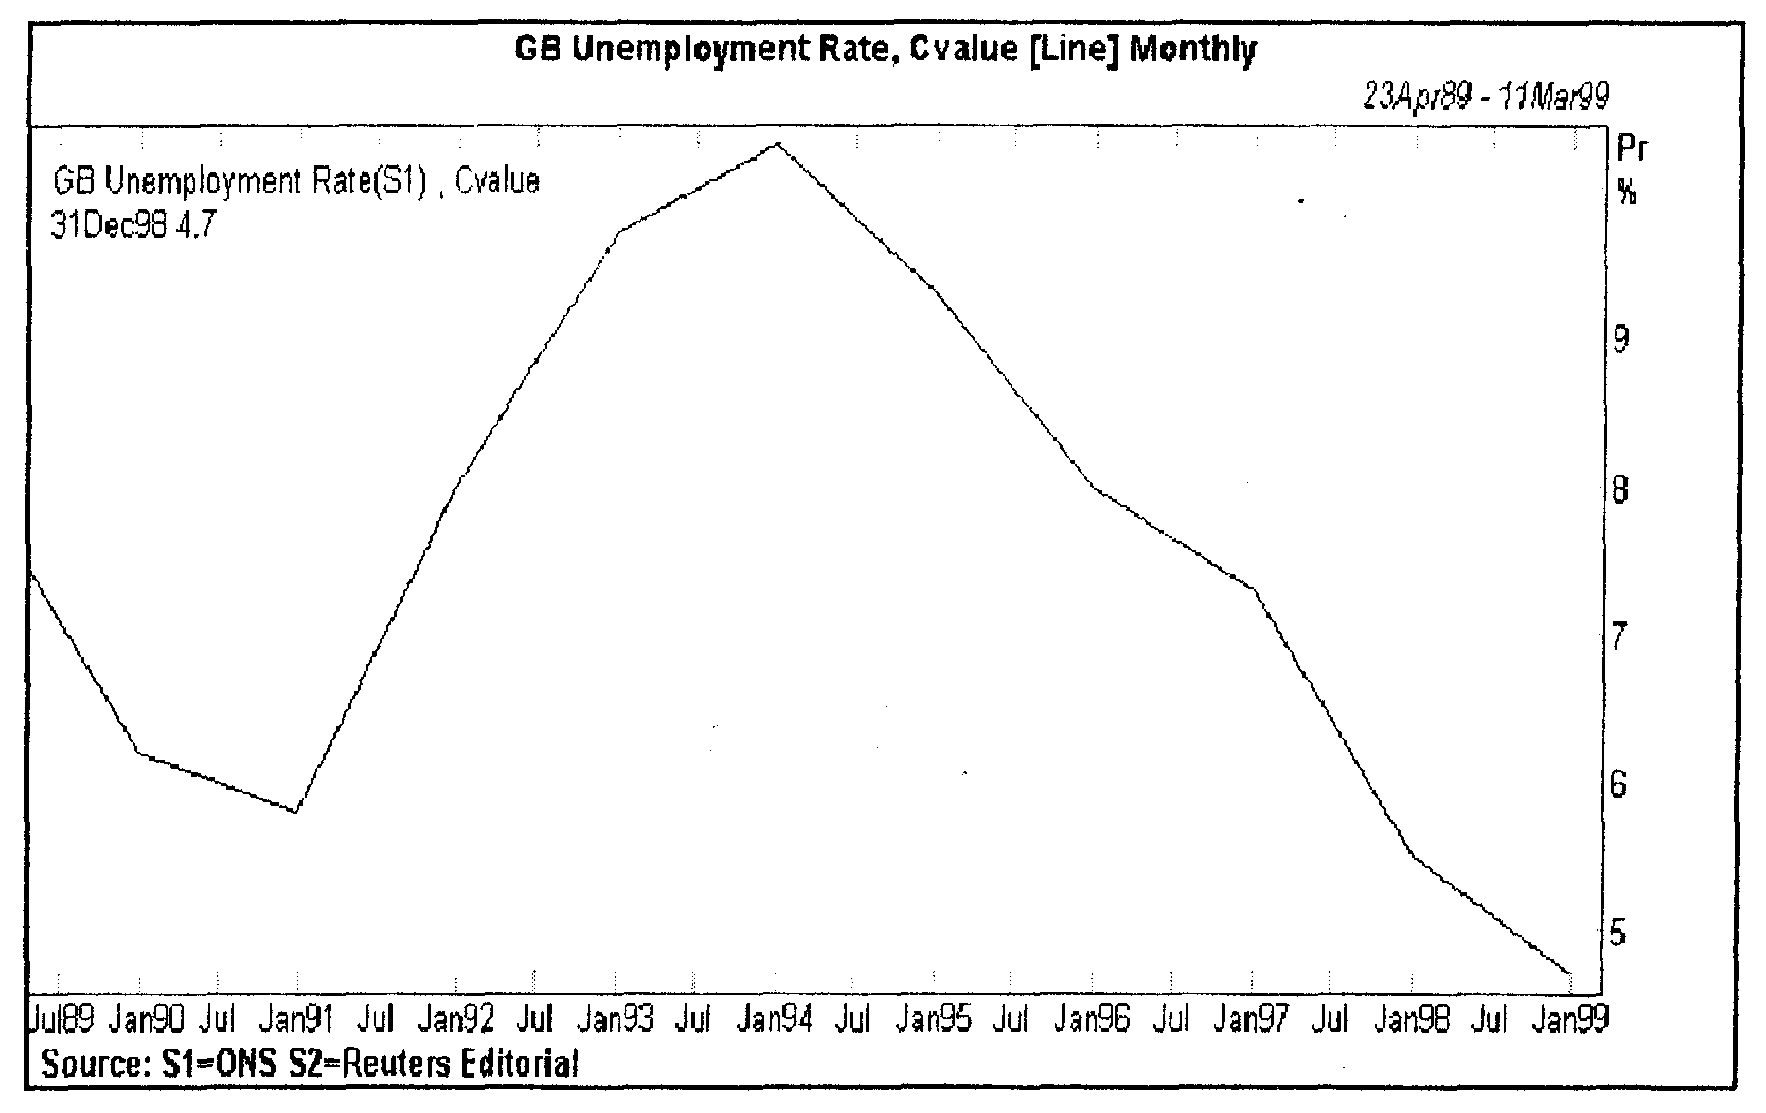 GB Unemployment Rate, Cvalue [Line] Monthly
23Apr89 - 11Mar99
Pr
%
GB Unemployment Rate(S1) , Cvalue
31Dec98 4.7
9
8
7
6
5
Jul89 Jan90 Jul Jan91 Jul Jan92 Jul Jan93 Jul Jan94 Jul Jan95 Jul Jan96 Jul Jan97 Jul Jan98 Jul Jan99
Source: S1=ONS S2=Reuters Editorial